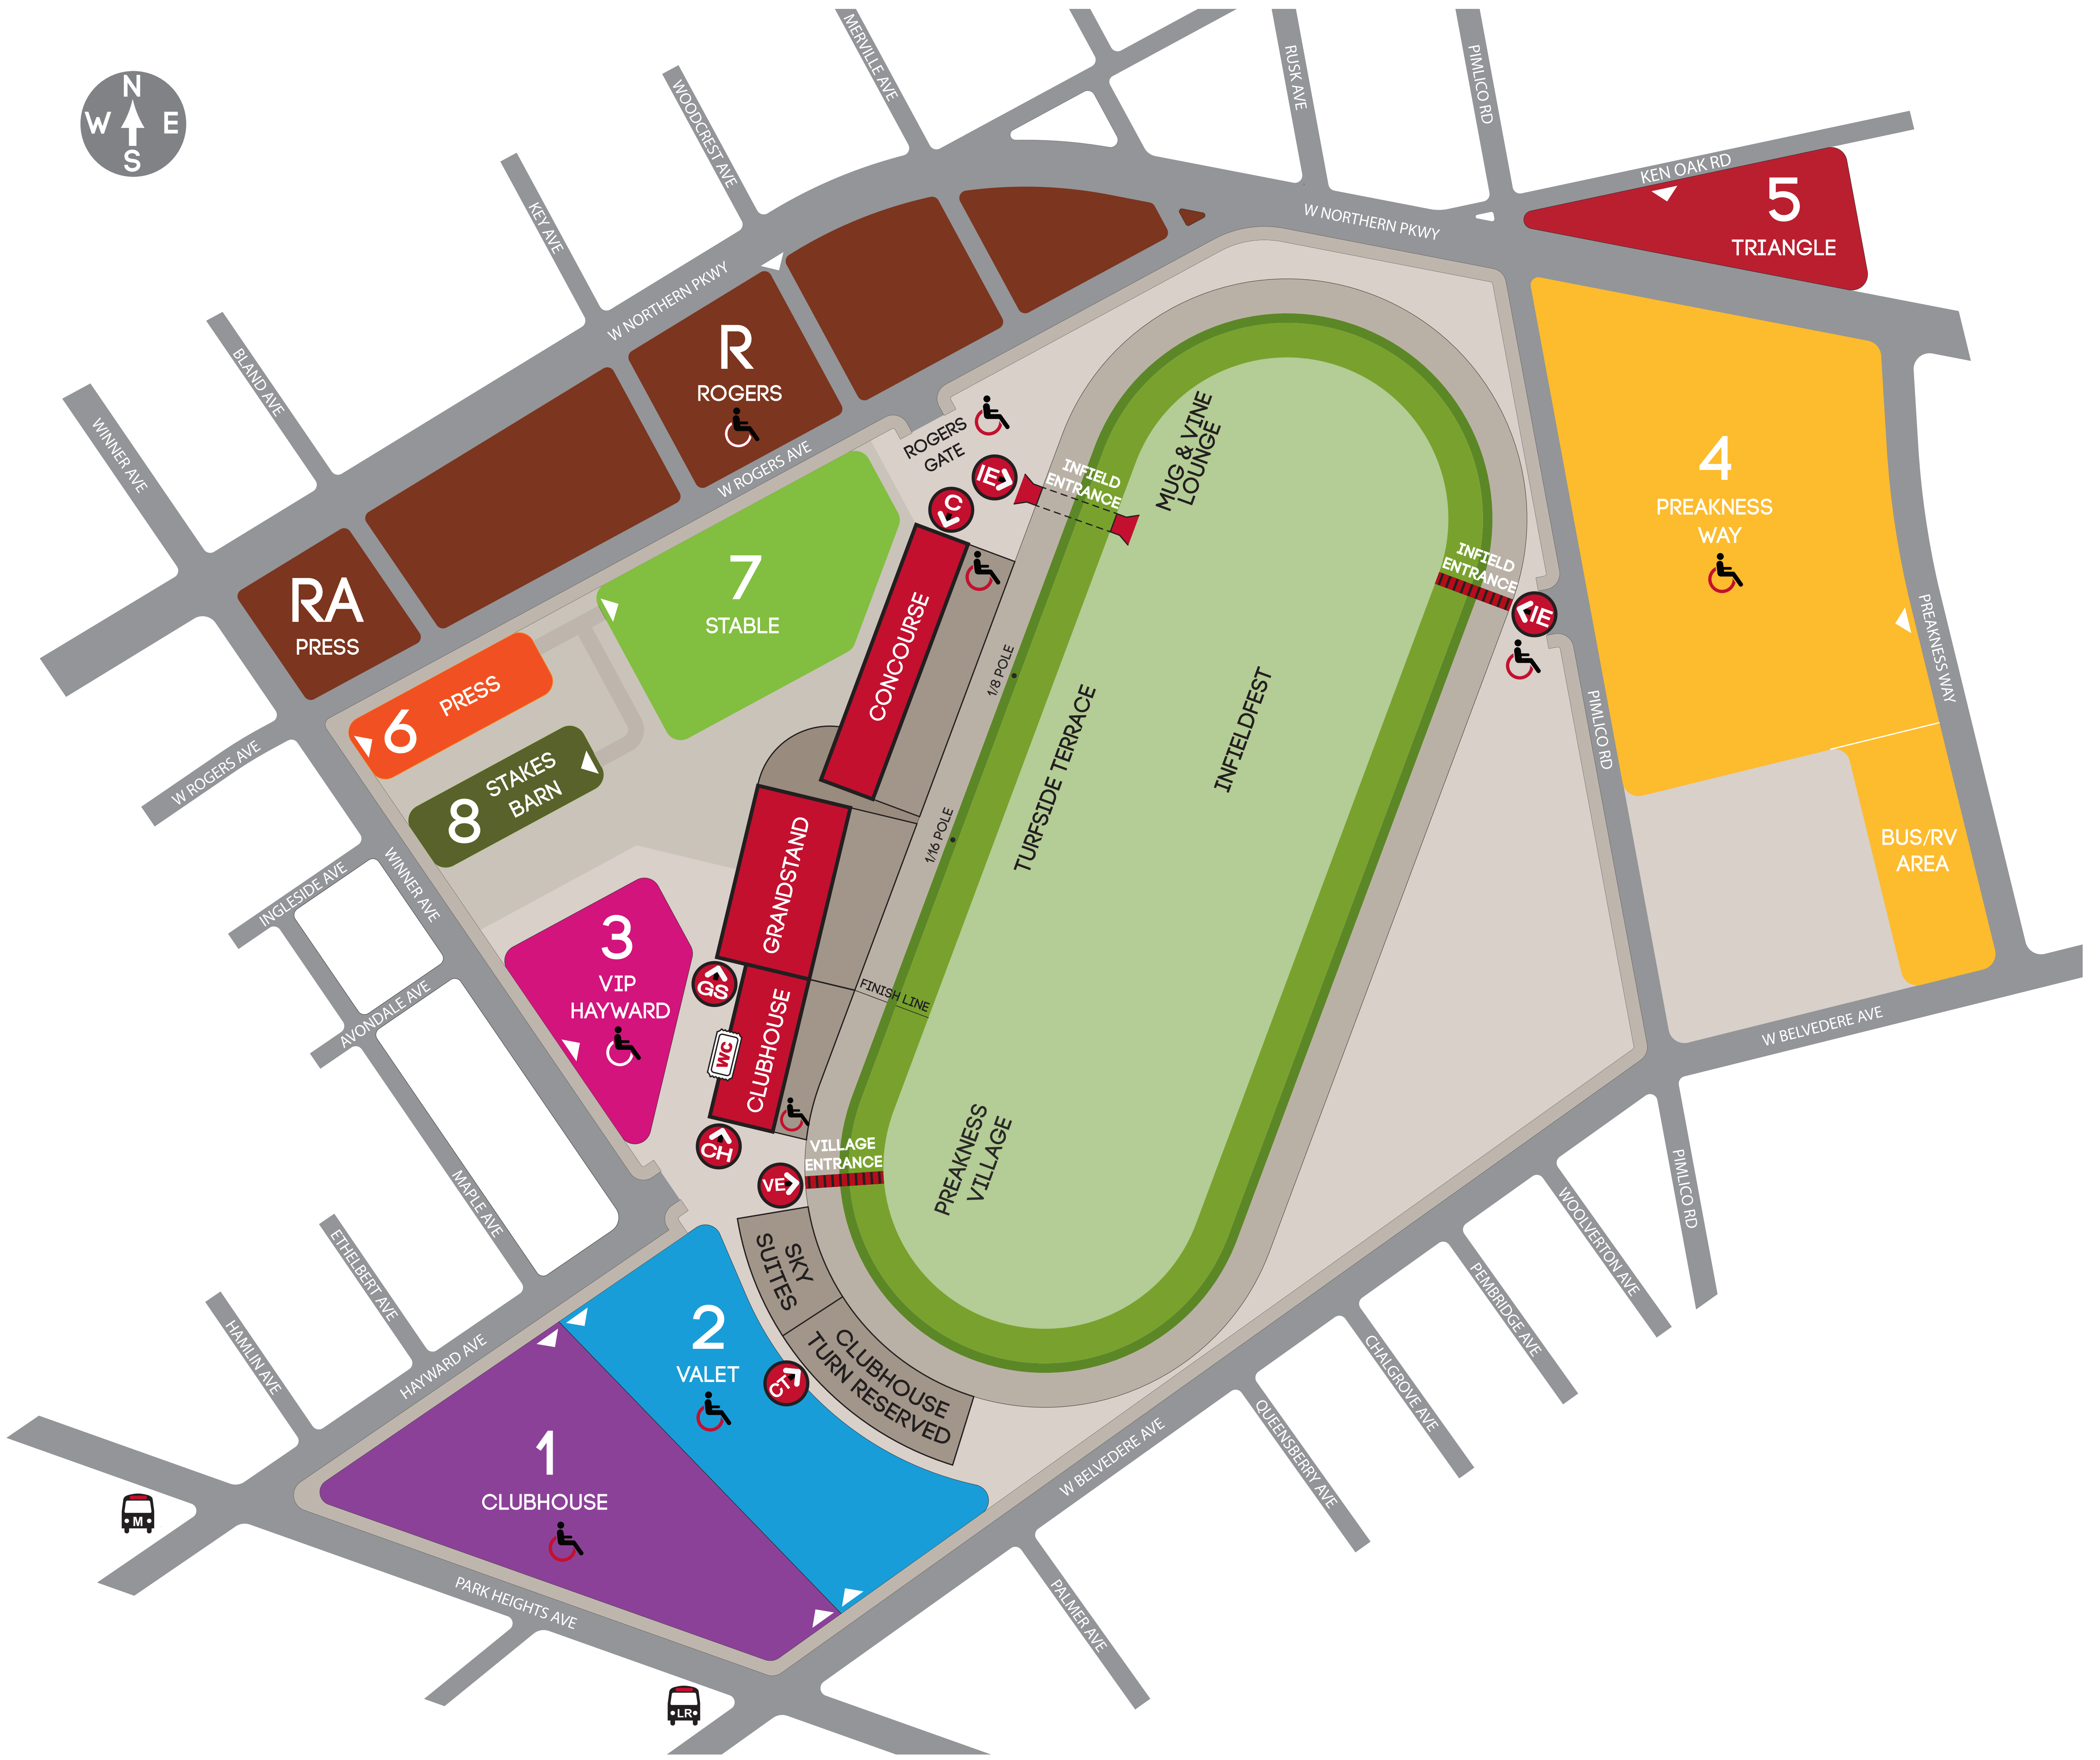 N
W E
S
MERVILLE AVE
WOODCREST AVE
KEY AVE
BLAND AVE
WINNER AVE
RUSK AVE
PIMLICO RD
KEN OAK RD
W NORTHERN PKWY
W NORTHERN PKWY
5
TRIANGLE
R
ROGERS
W ROGERS AVE
RA
PRESS
ROGERS
GATE
IE
C
INFIELD
ENTRANCE
MUG & VINE
LOUNGE
4
PREAKNESS
WAY
INFIELD
ENTRANCE
IE
PREAKNESS WAY
PIMLICO RD
BUS/RV
AREA
W BELVEDERE AVE
7
STABLE
6
PRESS
8
STAKES
BARN
W ROGERS AVE
WINNER AVE
INGLESIDE AVE
AVONDALE AVE
MAPLE AVE
ETHELBERT AVE
HAMLIN AVE
HAYWARD AVE
CONCOURSE
1/8 POLE
1/16 POLE
GRANDSTAND
TURFSIDE TERRACE
INFIELDFEST
3
VIP
HAYWARD
GS
WC
CLUBHOUSE
FINISH LINE
CH
VE
VILLAGE
ENTRANCE
PREAKNESS
VILLAGE
SKY
SUITES
CLUBHOUSE
TURN RESERVED
CT
2
VALET
1
CLUBHOUSE
M
LR
PARK HEIGHTS AVE
W BELVEDERE AVE
PALMER AVE
QUEENSBERRY AVE
CHALGROVE AVE
PEMBRIDGE AVE
WOOLVERTON AVE
PIMLICO RD